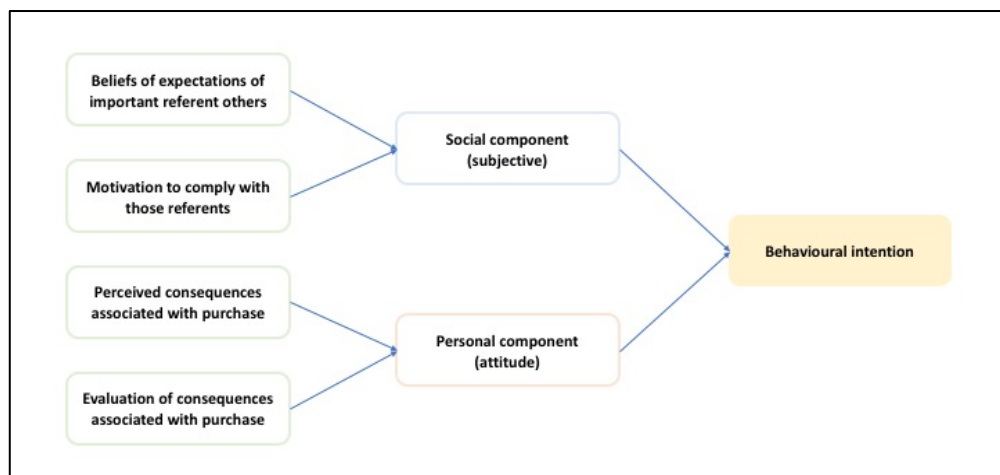 Beliefs of expectations of
important referent others
Motivation to comply with
those referents
Perceived consequences
associated with purchase
Evaluation of consequences
associated with purchase
Social component
(subjective)
Personal component
(attitude)
Behavioural intention